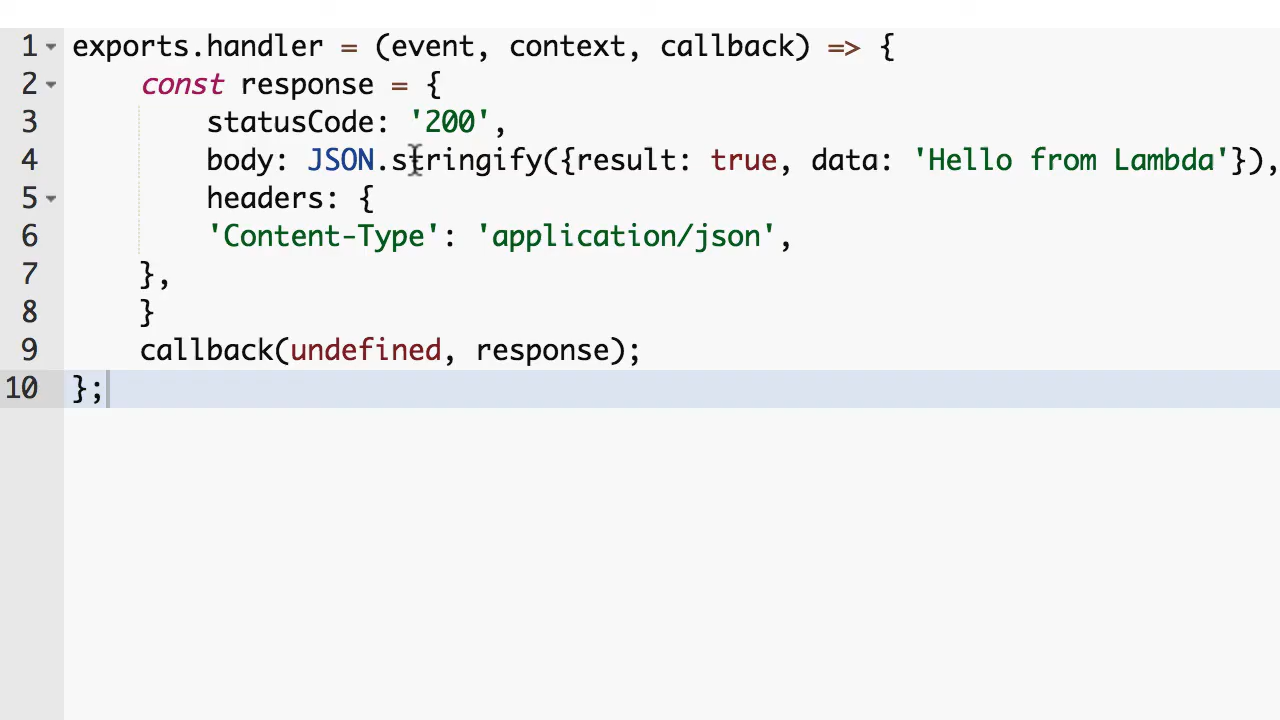 1 exports.handler = (event, context, callback) => {
2     const response = {
3         statusCode: '200',
4         body: JSON.stringify({result: true, data: 'Hello from Lambda'}),
5         headers: {
6         'Content-Type': 'application/json',
7     },
8     }
9     callback(undefined, response);
10 };